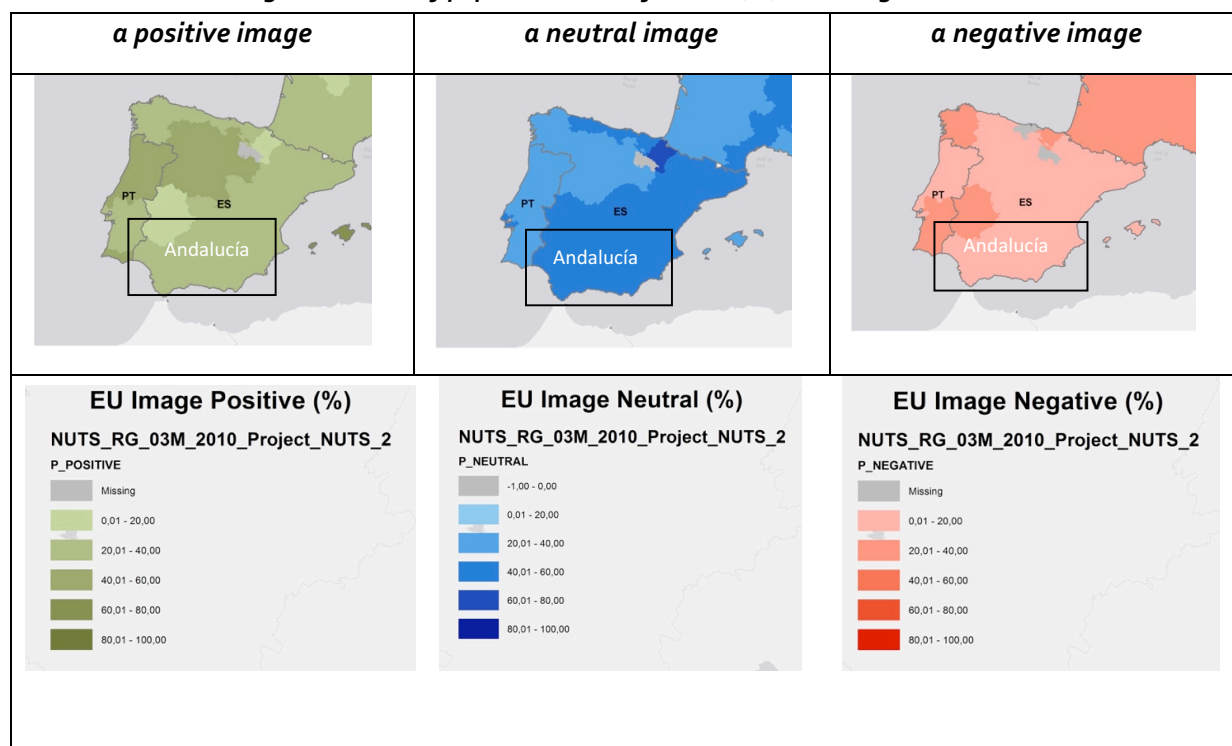 a positive image
a neutral image
a negative image
PT
ES
Andalucía
PT
ES
Andalucía
PT
ES
Andalucía
EU Image Positive (%)
NUTS_RG_03M_2010_Project_NUTS_2
P_POSITIVE
Missing
0,01 - 20,00
20,01 - 40,00
40,01 - 60,00
60,01 - 80,00
80,01 - 100,00
EU Image Neutral (%)
NUTS_RG_03M_2010_Project_NUTS_2
P_NEUTRAL
-1,00 - 0,00
0,01 - 20,00
20,01 - 40,00
40,01 - 60,00
60,01 - 80,00
80,01 - 100,00
EU Image Negative (%)
NUTS_RG_03M_2010_Project_NUTS_2
P_NEGATIVE
Missing
0,01 - 20,00
20,01 - 40,00
40,01 - 60,00
60,01 - 80,00
80,01 - 100,00